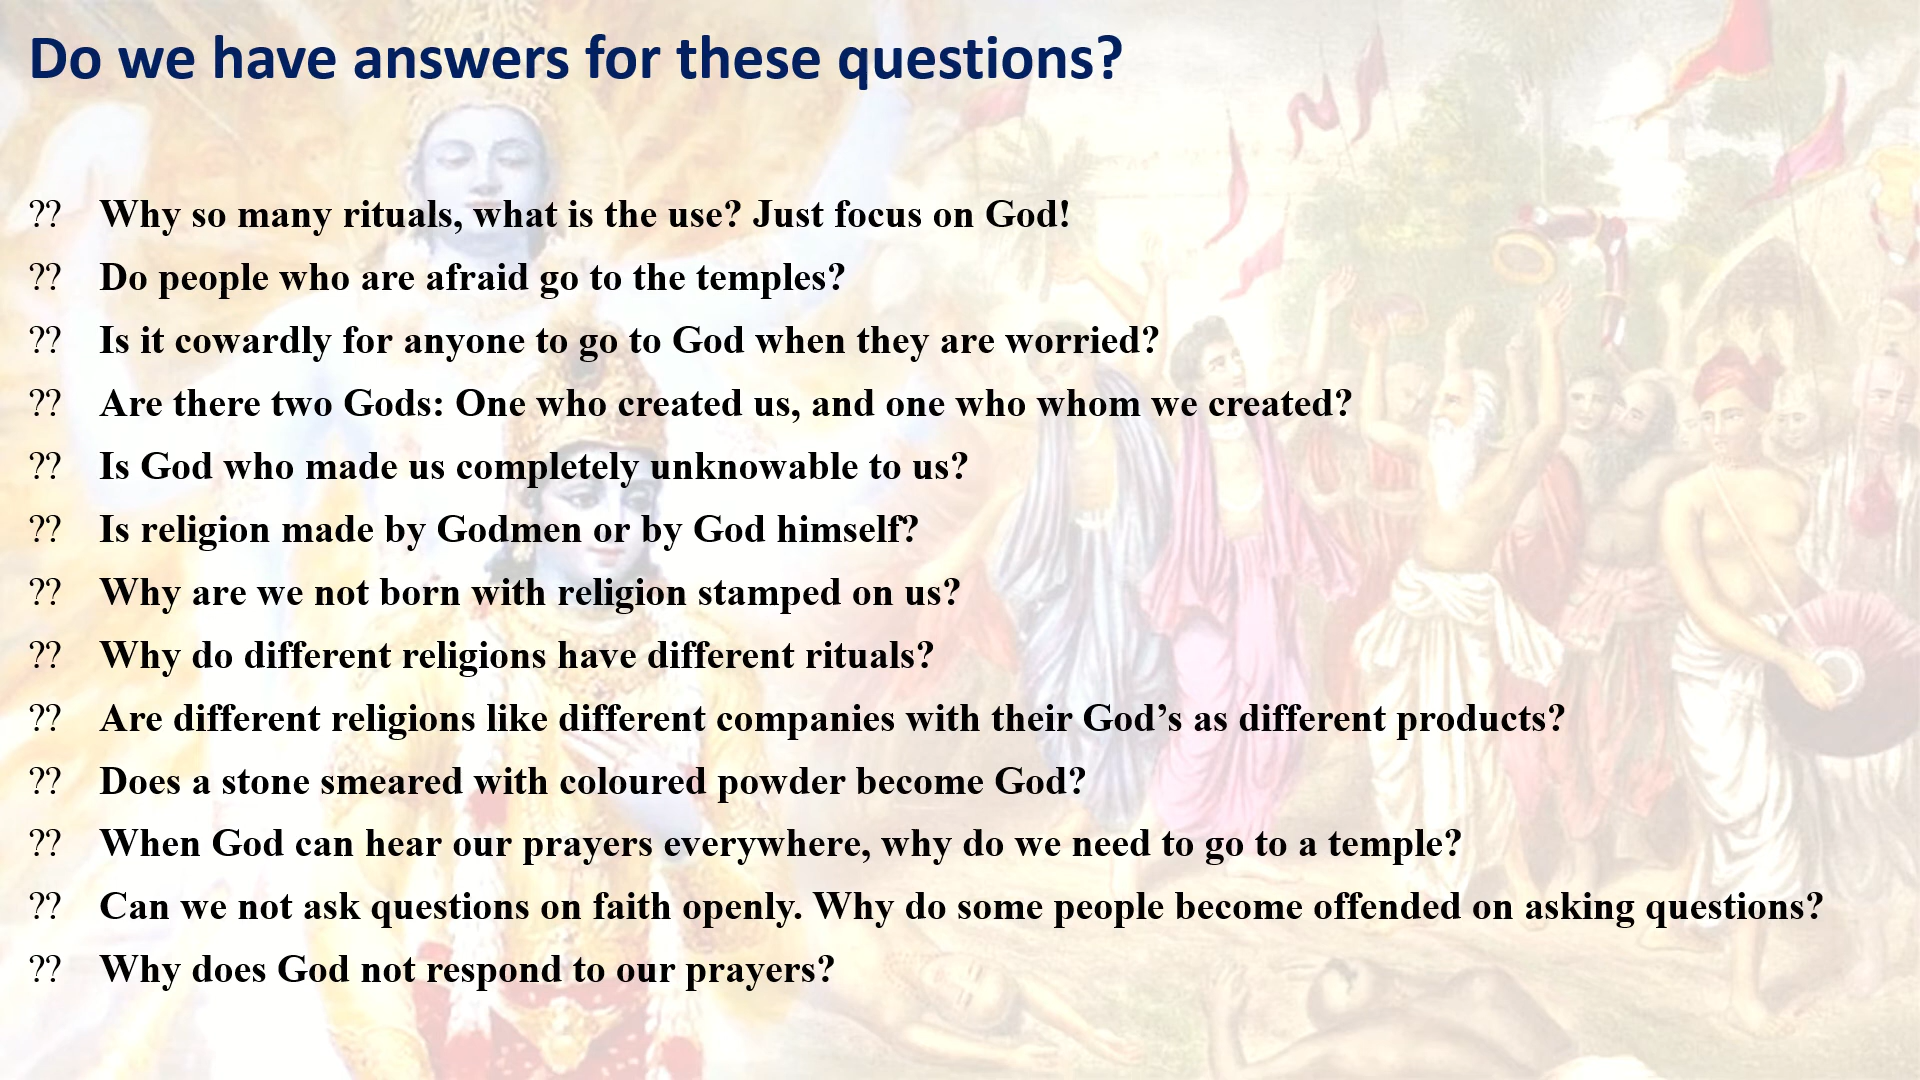 Do we have answers for these questions?
?? Why so many rituals, what is the use? Just focus on God!
?? Do people who are afraid go to the temples?
?? Is it cowardly for anyone to go to God when they are worried?
?? Are there two Gods: One who created us, and one who whom we created?
?? Is God who made us completely unknowable to us?
?? Is religion made by Godmen or by God himself?
?? Why are we not born with religion stamped on us?
?? Why do different religions have different rituals?
?? Are different religions like different companies with their God’s as different products?
?? Does a stone smeared with coloured powder become God?
?? When God can hear our prayers everywhere, why do we need to go to a temple?
?? Can we not ask questions on faith openly. Why do some people become offended on asking questions?
?? Why does God not respond to our prayers?